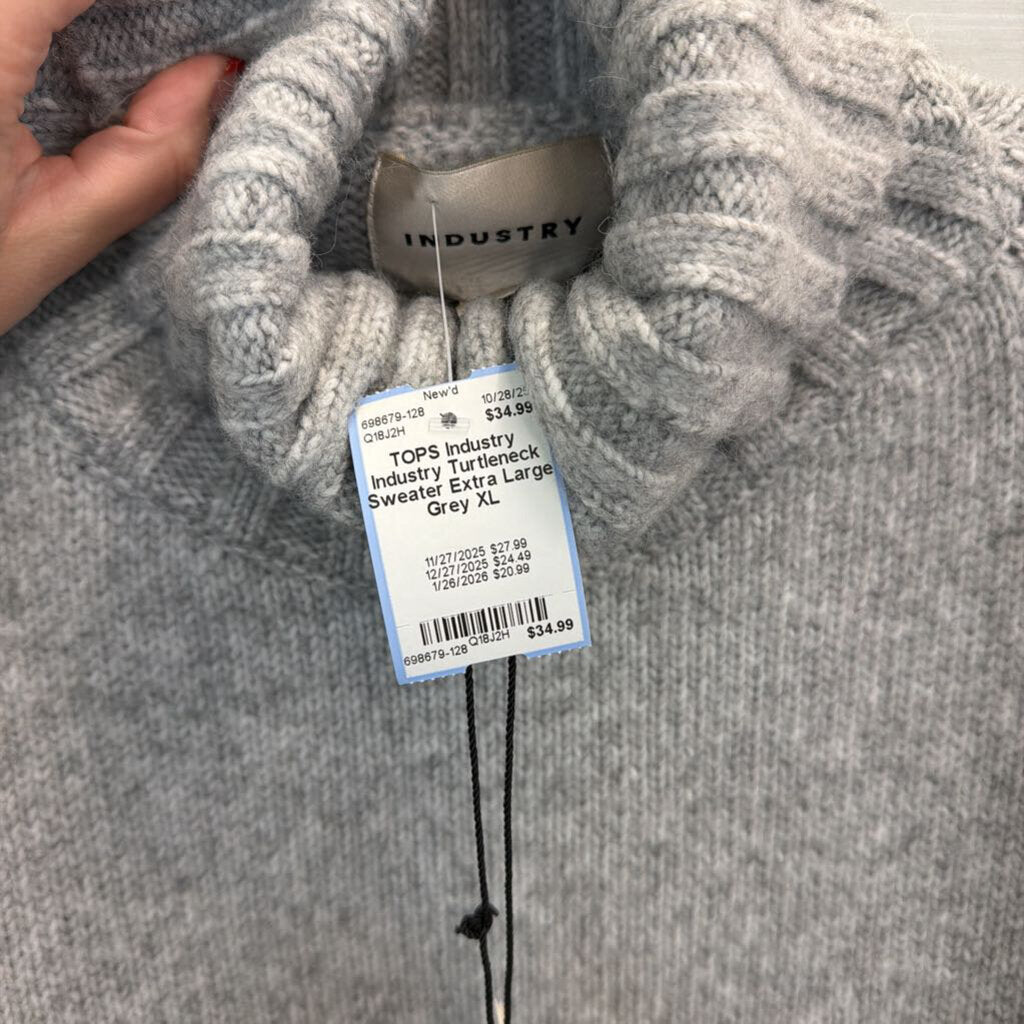 INDUSTRY
New'd
698679-128 10/28/25
Q18J2H $34.99
TOPS Industry
Industry Turtleneck
Sweater Extra Large
Grey XL
11/27/2025 $27.99
12/27/2025 $24.49
1/26/2026 $20.99
698679-128 Q18J2H $34.99